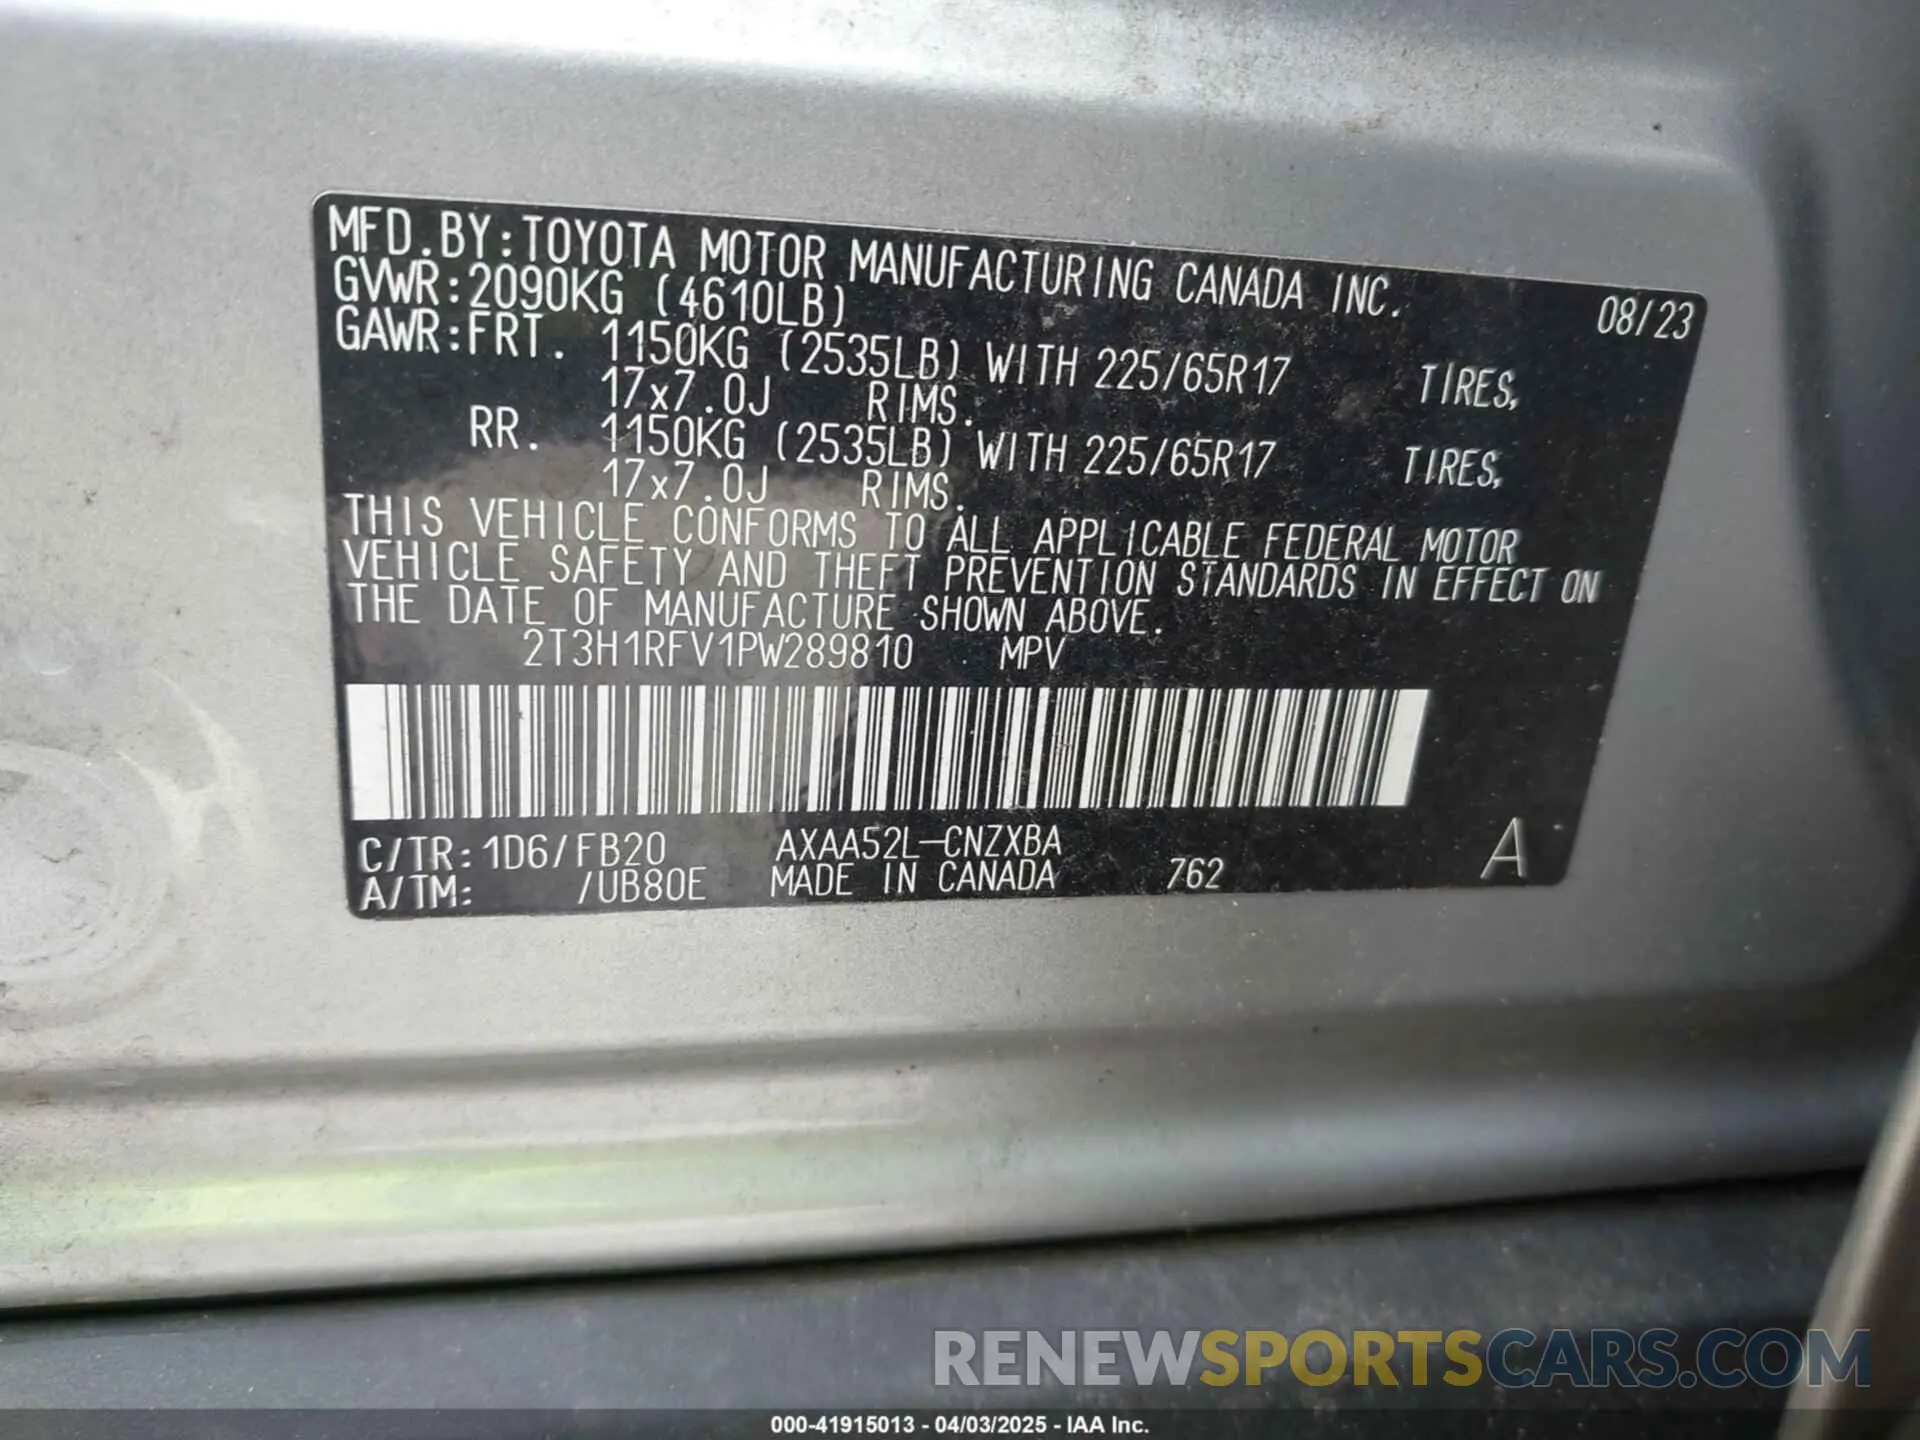 MFD.BY:TOYOTA MOTOR MANUFACTURING CANADA INC. 08/23
GVWR:2090KG (4610LB)
GAWR:FRT. 1150KG (2535LB) WITH 225/65R17 TIRES,
17x7.0J RIMS.
RR. 1150KG (2535LB) WITH 225/65R17 TIRES,
17x7.0J RIMS.
THIS VEHICLE CONFORMS TO ALL APPLICABLE FEDERAL MOTOR
VEHICLE SAFETY AND THEFT PREVENTION STANDARDS IN EFFECT ON
THE DATE OF MANUFACTURE SHOWN ABOVE.
2T3H1RFV1PW289810 MPV
C/TR:1D6/FB20 AXAA52L-CNZXBA
A/TM: /UB80E MADE IN CANADA 762 A
RENEWSPORTSCARS.COM
000-41915013 - 04/03/2025 - IAA Inc.